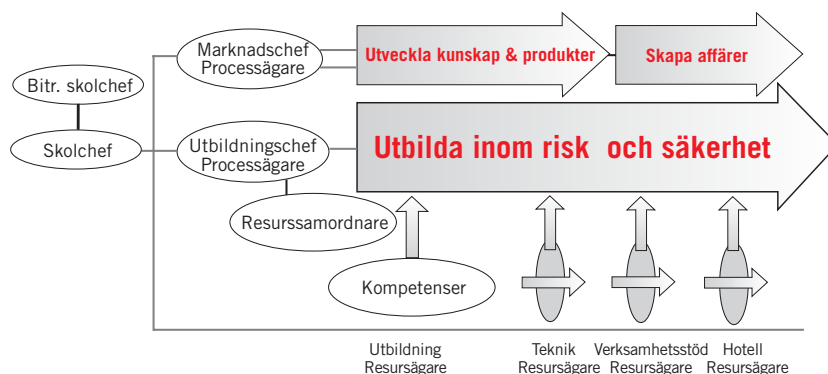 Marknadschef
Processägare
Utveckla kunskap & produkter
Skapa affärer
Bitr. skolchef
Skolchef
Utbildningschef
Processägare
Utbilda inom risk och säkerhet
Resurssamordnare
Kompetenser
Utbildning
Resursägare
Teknik
Resursägare
Verksamhetsstöd
Resursägare
Hotell
Resursägare